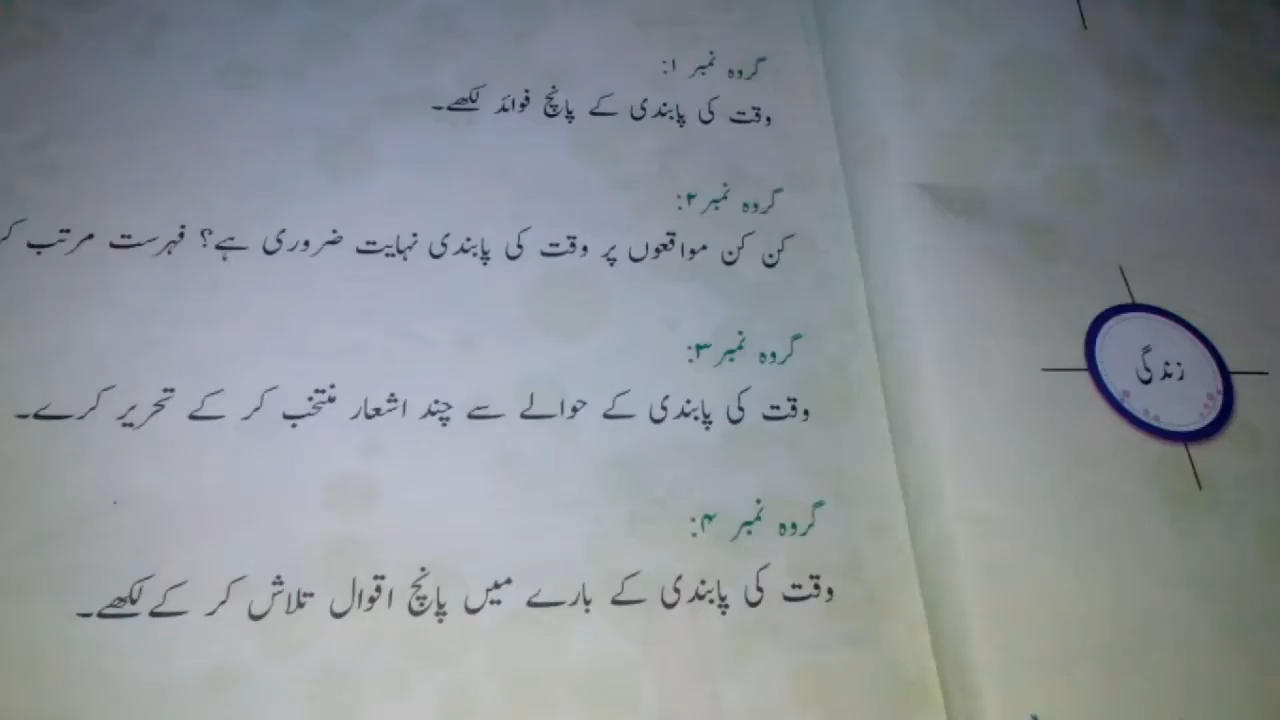 گروہ نمبر ۱:
وقت کی پابندی کے پانچ فوائد لکھے۔
گروہ نمبر ۲:
کن کن مواقعوں پر وقت کی پابندی نہایت ضروری ہے؟ فہرست مرتب
گروہ نمبر ۳:
وقت کی پابندی کے حوالے سے چند اشعار منتخب کر کے تحریر کرے۔
گروہ نمبر ۴:
وقت کی پابندی کے بارے میں پانچ اقوال تلاش کر کے لکھے۔
زندگی